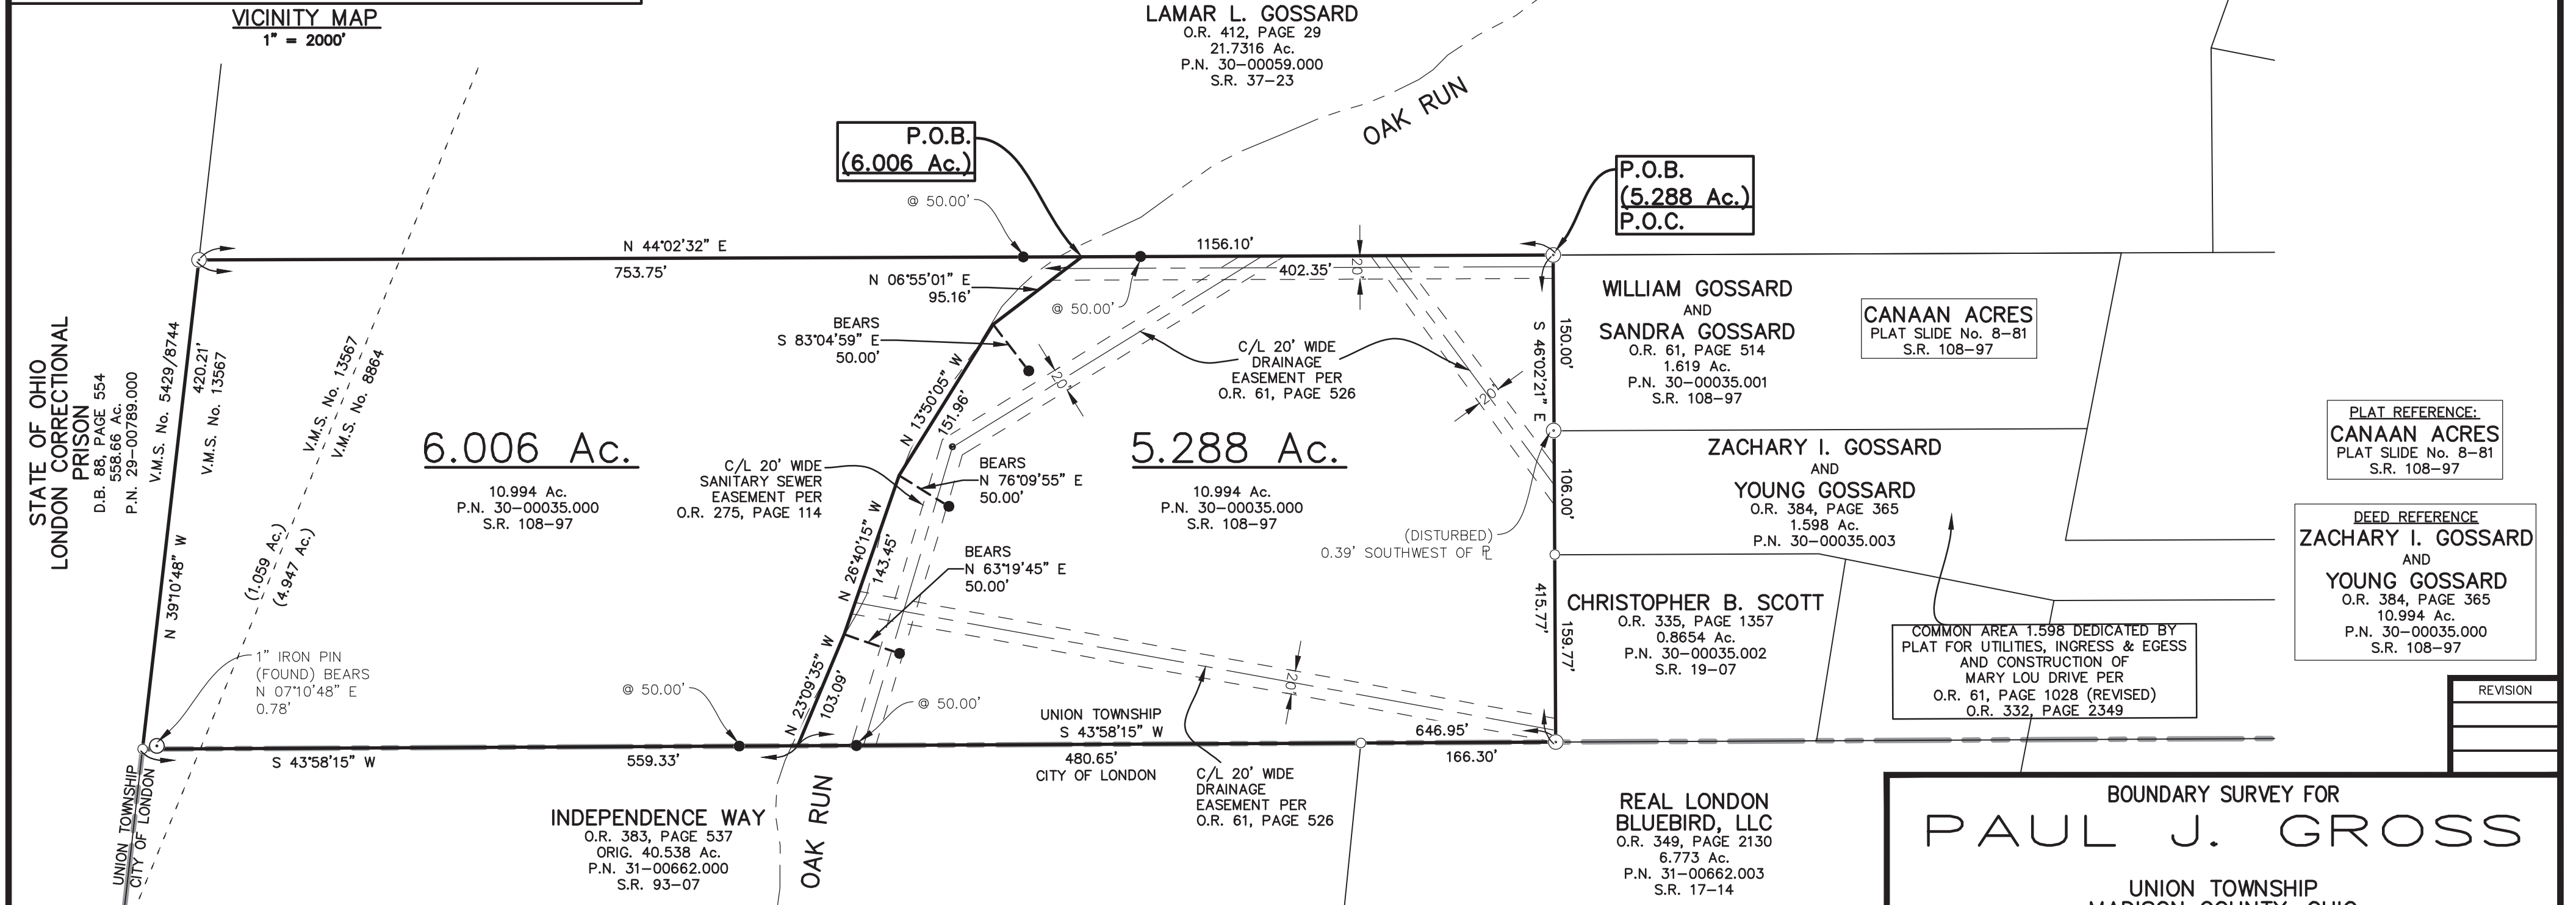 VICINITY MAP
1" = 2000'
LAMAR L. GOSSARD
O.R. 412, PAGE 29
21.7316 Ac.
P.N. 30-00059.000
S.R. 37-23
OAK RUN
P.O.B.
(6.006 Ac.)
@ 50.00'
P.O.B.
(5.288 Ac.)
P.O.C.
N 44°02'32" E
753.75'
1156.10'
402.35'
20'
N 06°55'01" E
95.16'
@ 50.00'
BEARS
S 83°04'59" E
50.00'
N 13°50'05" W
151.96'
20'
C/L 20' WIDE
DRAINAGE
EASEMENT PER
O.R. 61, PAGE 526
20'
S 46°02'21" E
150.00'
WILLIAM GOSSARD
AND
SANDRA GOSSARD
O.R. 61, PAGE 514
1.619 Ac.
P.N. 30-00035.001
S.R. 108-97
CANAAN ACRES
PLAT SLIDE No. 8-81
S.R. 108-97
STATE OF OHIO
LONDON CORRECTIONAL
PRISON
D.B. 88, PAGE 554
558.66 Ac.
P.N. 29-00789.000
V.M.S. No. 5429/8744
420.21'
V.M.S. No. 13567
N 39°10'48" W
V.M.S. No. 13567
V.M.S. No. 8864
(1.059 Ac.)
(4.947 Ac.)
6.006 Ac.
10.994 Ac.
P.N. 30-00035.000
S.R. 108-97
C/L 20' WIDE
SANITARY SEWER
EASEMENT PER
O.R. 275, PAGE 114
BEARS
N 76°09'55" E
50.00'
N 26°40'15" W
143.45'
BEARS
N 63°19'45" E
50.00'
5.288 Ac.
10.994 Ac.
P.N. 30-00035.000
S.R. 108-97
(DISTURBED)
0.39' SOUTHWEST OF PL
106.00'
ZACHARY I. GOSSARD
AND
YOUNG GOSSARD
O.R. 384, PAGE 365
1.598 Ac.
P.N. 30-00035.003
PLAT REFERENCE:
CANAAN ACRES
PLAT SLIDE No. 8-81
S.R. 108-97
DEED REFERENCE
ZACHARY I. GOSSARD
AND
YOUNG GOSSARD
O.R. 384, PAGE 365
10.994 Ac.
P.N. 30-00035.000
S.R. 108-97
415.77'
159.77'
CHRISTOPHER B. SCOTT
O.R. 335, PAGE 1357
0.8654 Ac.
P.N. 30-00035.002
S.R. 19-07
COMMON AREA 1.598 DEDICATED BY
PLAT FOR UTILITIES, INGRESS & EGESS
AND CONSTRUCTION OF
MARY LOU DRIVE PER
O.R. 61, PAGE 1028 (REVISED)
O.R. 332, PAGE 2349
1" IRON PIN
(FOUND) BEARS
N 07°10'48" E
0.78'
@ 50.00'
N 23°09'35" W
103.09'
@ 50.00'
20'
UNION TOWNSHIP
S 43°58'15" W
646.95'
480.65'
CITY OF LONDON
166.30'
S 43°58'15" W
559.33'
UNION TOWNSHIP
CITY OF LONDON
INDEPENDENCE WAY
O.R. 383, PAGE 537
ORIG. 40.538 Ac.
P.N. 31-00662.000
S.R. 93-07
OAK RUN
C/L 20' WIDE
DRAINAGE
EASEMENT PER
O.R. 61, PAGE 526
REAL LONDON
BLUEBIRD, LLC
O.R. 349, PAGE 2130
6.773 Ac.
P.N. 31-00662.003
S.R. 17-14
REVISION
BOUNDARY SURVEY FOR
PAUL J. GROSS
UNION TOWNSHIP
MADISON COUNTY, OHIO